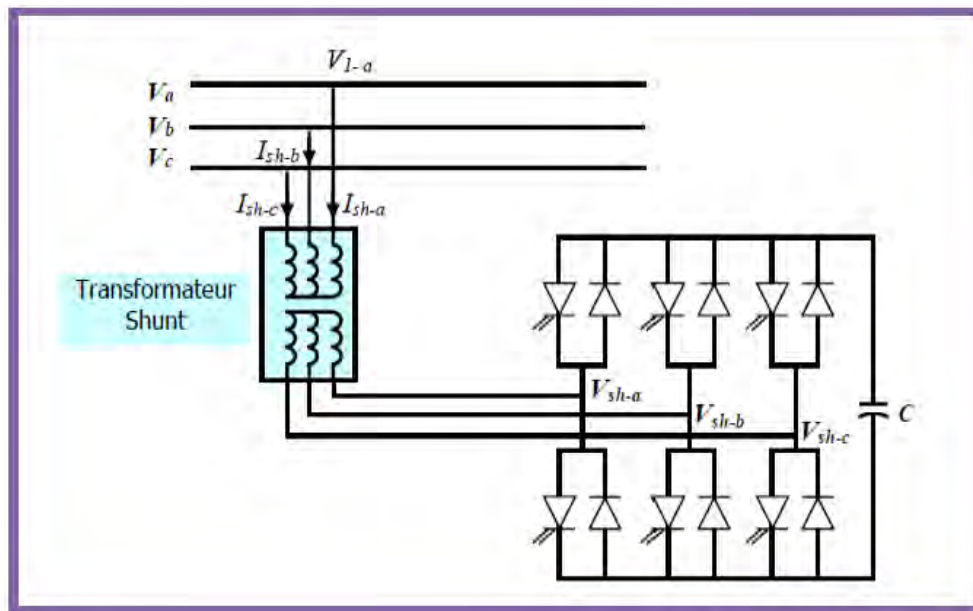 V1-a
Va
Vb
Vc
Ish-b
Ish-c
Ish-a
Transformateur
Shunt
Vsh-a
Vsh-b
Vsh-c
C